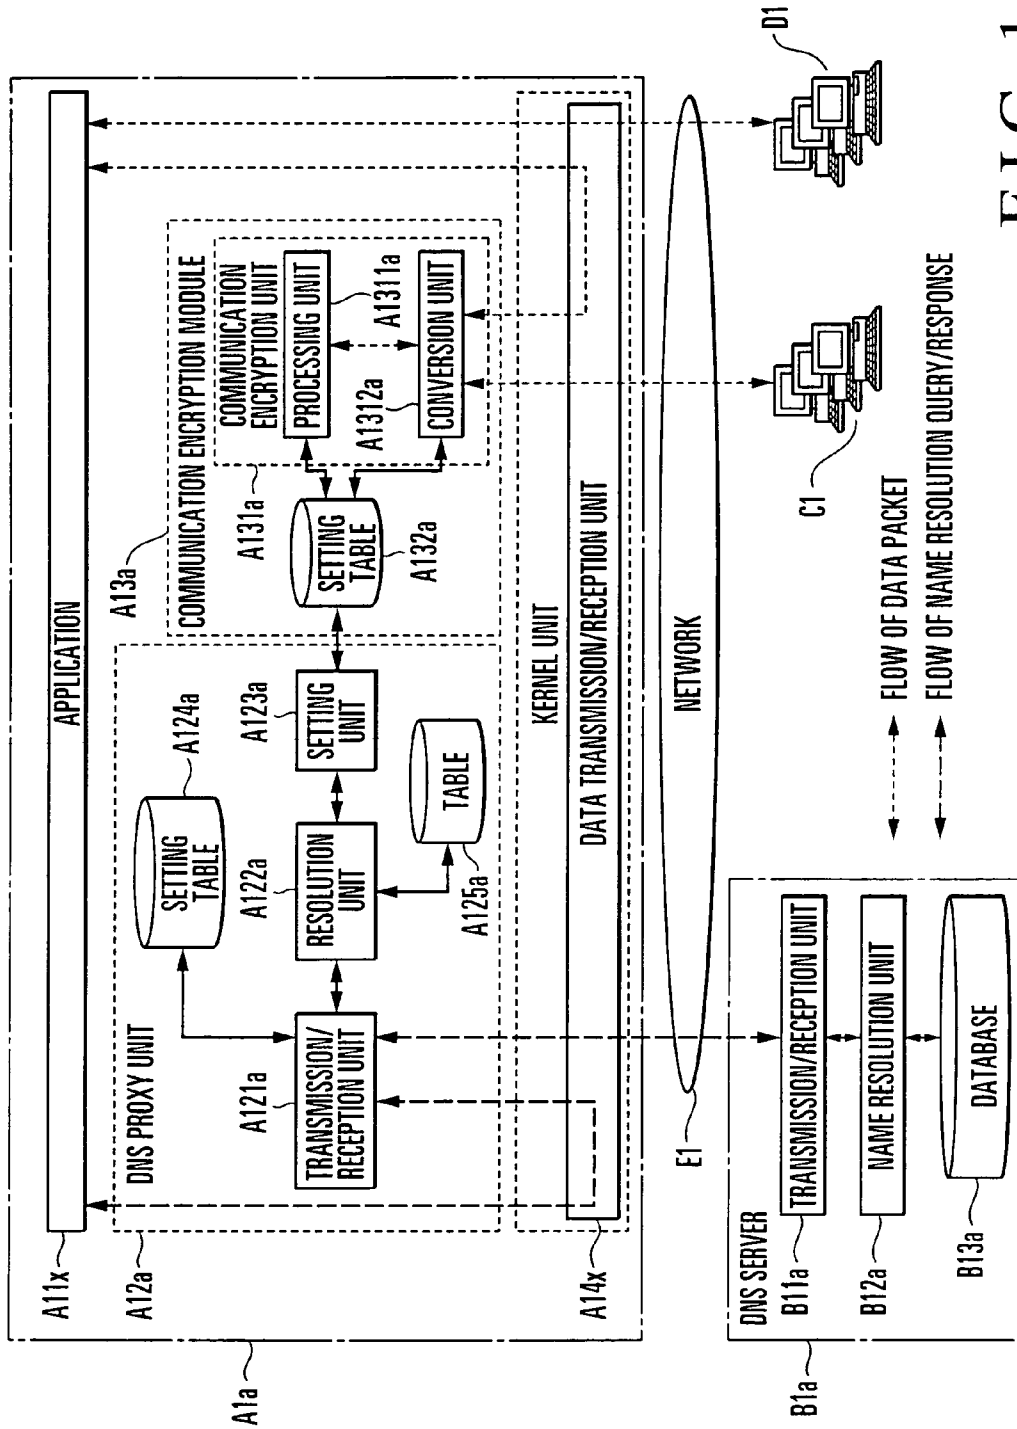 A1a
A11x
APPLICATION
A12a
DNS PROXY UNIT
A121a
TRANSMISSION/
RECEPTION UNIT
A122a
RESOLUTION
UNIT
A123a
SETTING
UNIT
A124a
SETTING
TABLE
A125a
TABLE
A13a
COMMUNICATION ENCRYPTION MODULE
A131a
COMMUNICATION
ENCRYPTION UNIT
PROCESSING UNIT
A1311a
A1312a
CONVERSION UNIT
SETTING
TABLE
A132a
KERNEL UNIT
A14x
DATA TRANSMISSION/RECEPTION UNIT
E1
NETWORK
B1a
DNS SERVER
B11a
TRANSMISSION/RECEPTION UNIT
B12a
NAME RESOLUTION UNIT
B13a
DATABASE
C1
D1
FLOW OF DATA PACKET
FLOW OF NAME RESOLUTION QUERY/RESPONSE